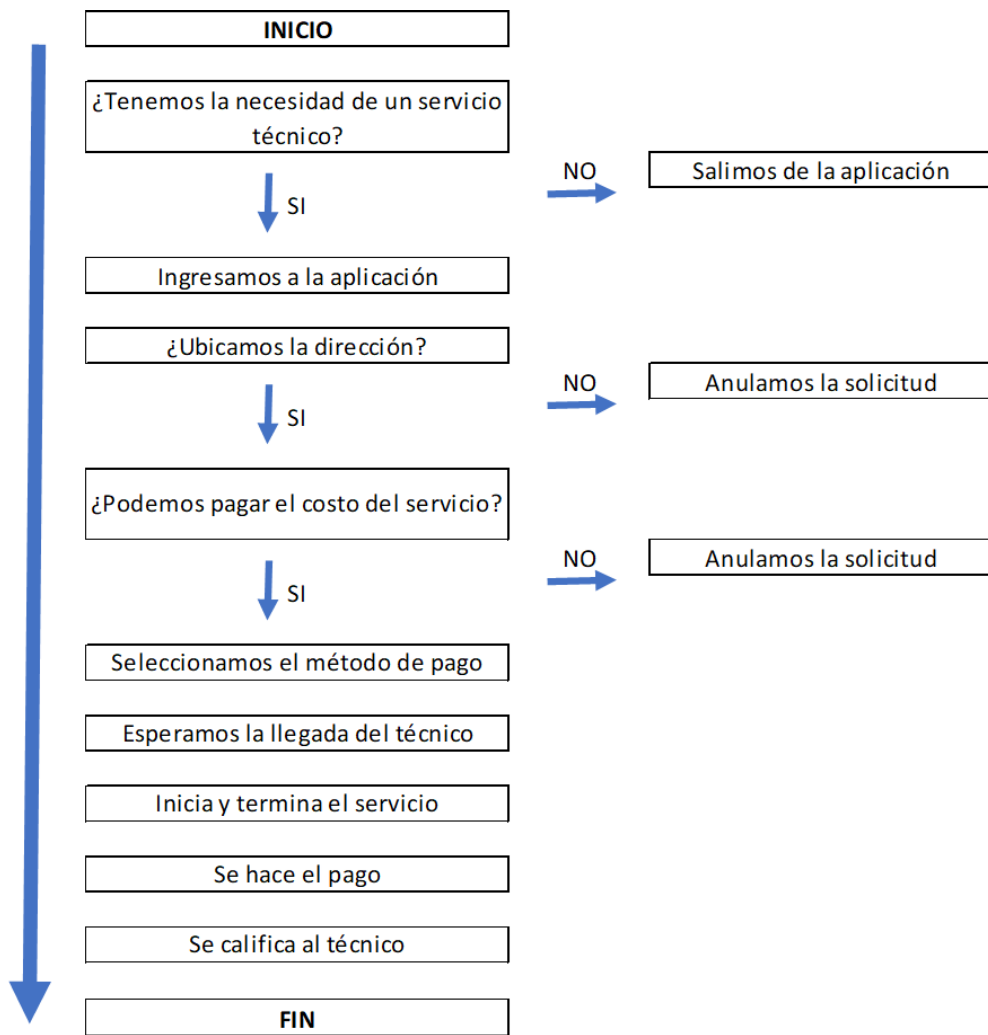 INICIO
¿Tenemos la necesidad de un servicio
técnico?
NO
Salimos de la aplicación
SI
Ingresamos a la aplicación
¿Ubicamos la dirección?
NO
Anulamos la solicitud
SI
¿Podemos pagar el costo del servicio?
NO
Anulamos la solicitud
SI
Seleccionamos el método de pago
Esperamos la llegada del técnico
Inicia y termina el servicio
Se hace el pago
Se califica al técnico
FIN